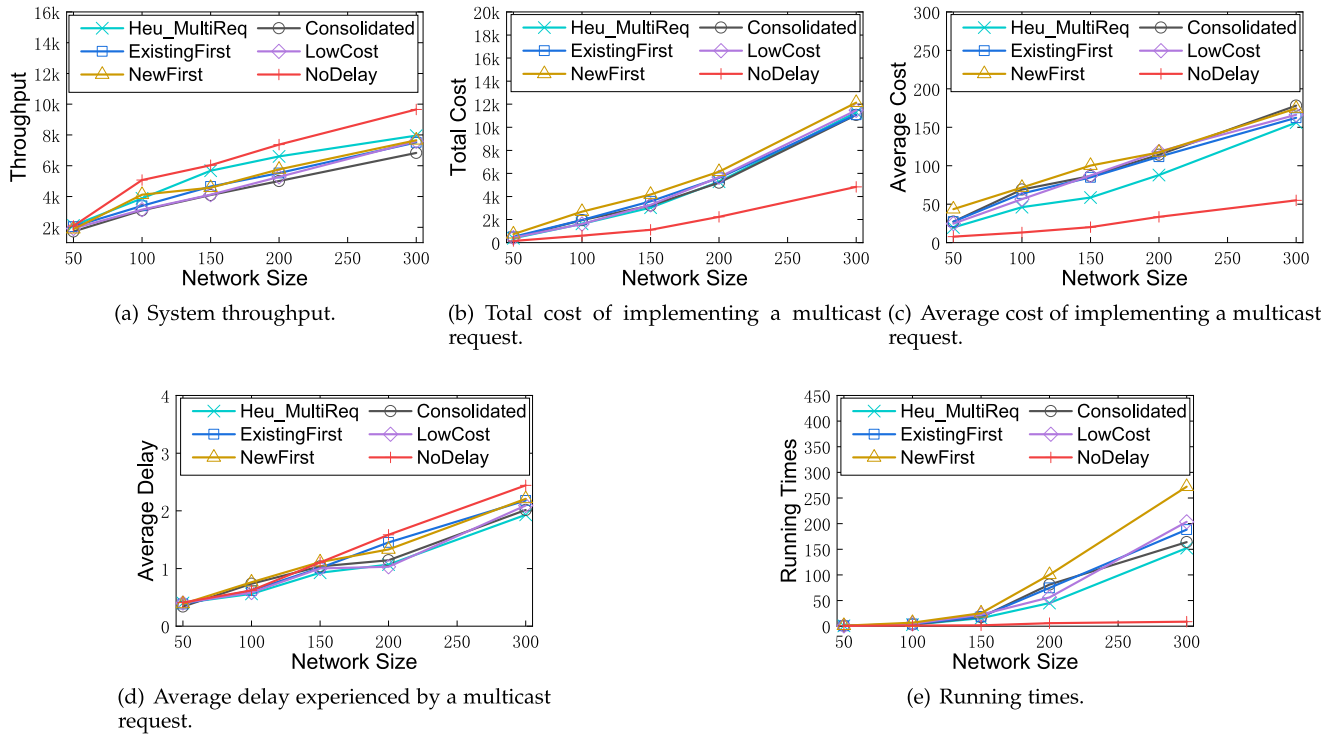 16k
14k
12k
10k
8k
6k
4k
2k
50 100 150 200 250 300
Throughput
Network Size
Heu_MultiReq Consolidated
ExistingFirst LowCost
NewFirst NoDelay
(a) System throughput.
20k
18k
16k
14k
12k
10k
8k
6k
4k
2k
0
50 100 150 200 250 300
Total Cost
Network Size
Heu_MultiReq Consolidated
ExistingFirst LowCost
NewFirst NoDelay
(b) Total cost of implementing a multicast
request.
300
250
200
150
100
50
0
50 100 150 200 250 300
Average Cost
Network Size
Heu_MultiReq Consolidated
ExistingFirst LowCost
NewFirst NoDelay
(c) Average cost of implementing a multicast
request.
4
3
2
1
0
50 100 150 200 250 300
Average Delay
Network Size
Heu_MultiReq Consolidated
ExistingFirst LowCost
NewFirst NoDelay
(d) Average delay experienced by a multicast
request.
450
400
350
300
250
200
150
100
50
0
50 100 150 200 250 300
Running Times
Network Size
Heu_MultiReq Consolidated
ExistingFirst LowCost
NewFirst NoDelay
(e) Running times.